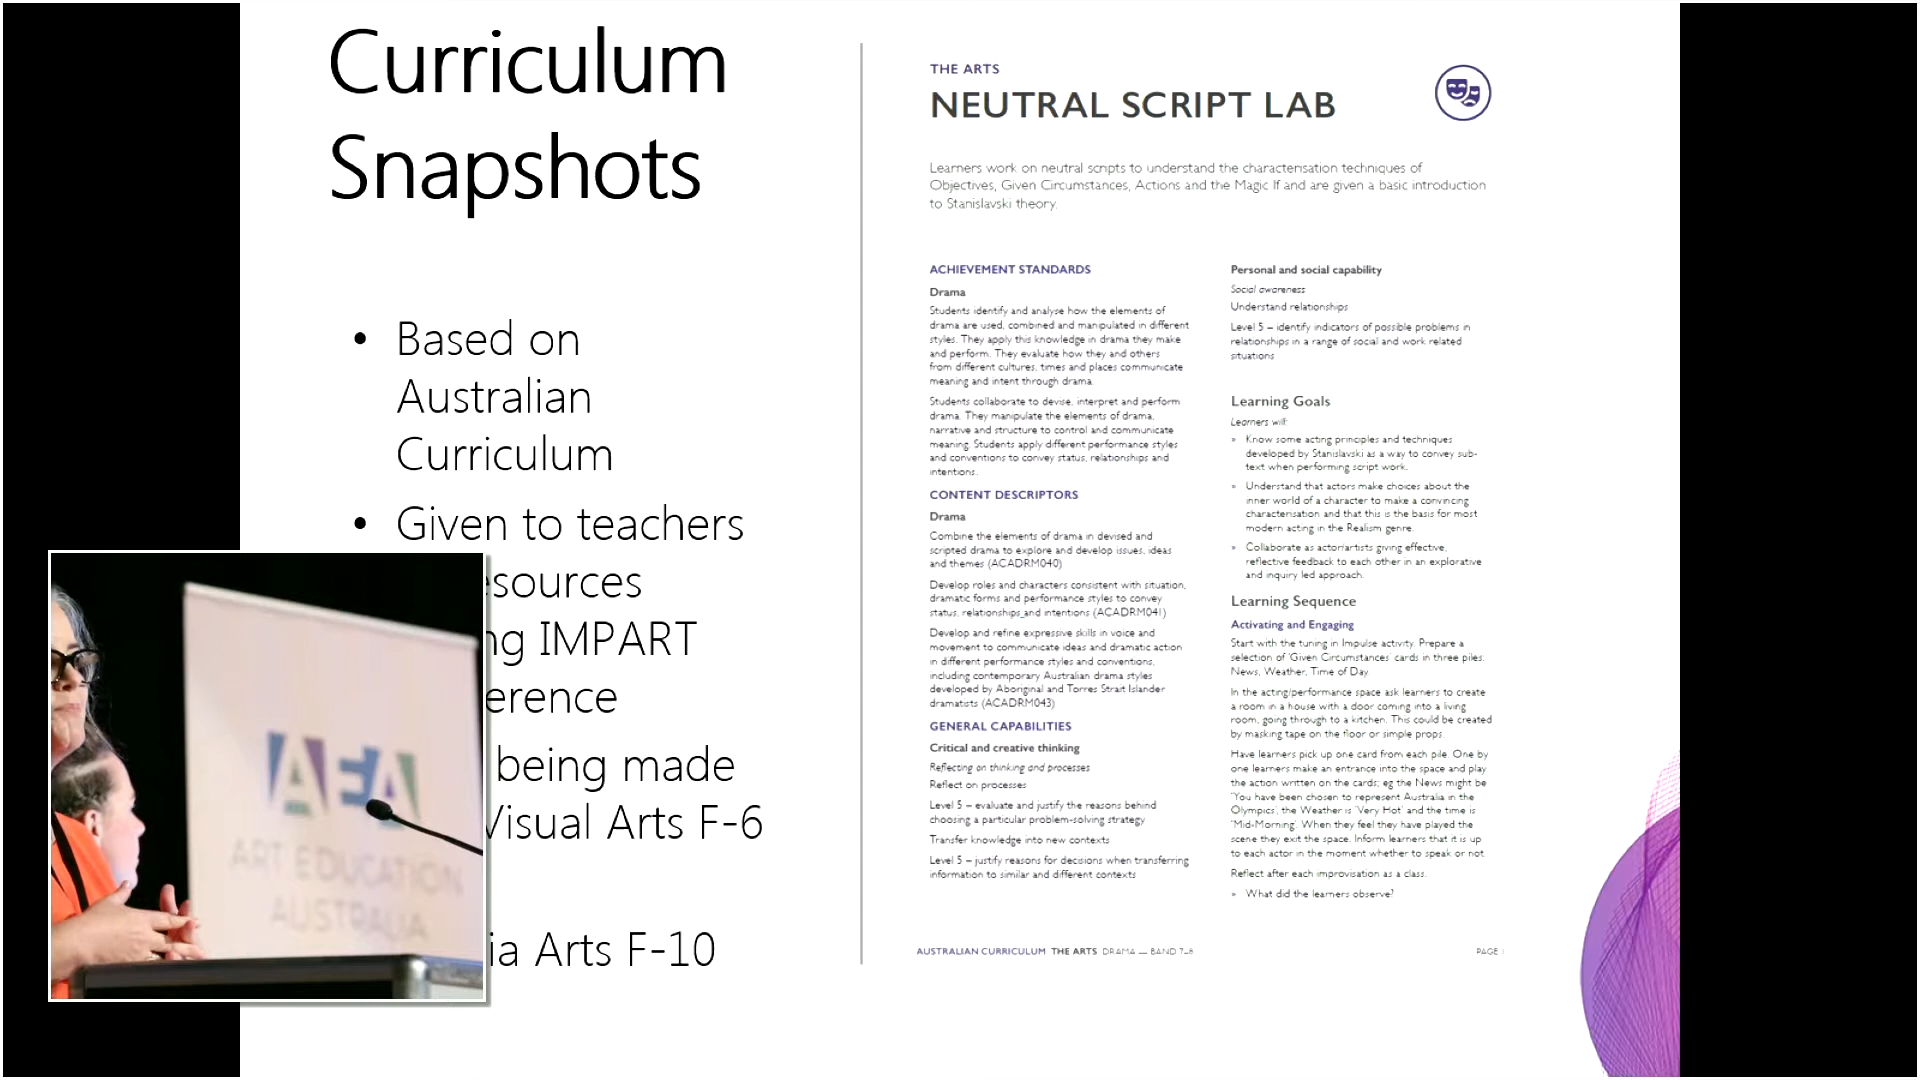 Curriculum
Snapshots
• Based on
Australian
Curriculum
• Given to teachers
esources
ng IMPART
erence
being made
Visual Arts F-6
ia Arts F-10
AEA
ART EDUCATION
AUSTRALIA
THE ARTS
NEUTRAL SCRIPT LAB
Learners work on neutral scripts to understand the characterisation techniques of
Objectives, Given Circumstances, Actions and the Magic If and are given a basic introduction
to Stanislavski theory.
ACHIEVEMENT STANDARDS
Drama
Students identify and analyse how the elements of
drama are used, combined and manipulated in different
styles. They apply this knowledge in drama they make
and perform. They evaluate how they and others
from different cultures, times and places communicate
meaning and intent through drama.
Students collaborate to devise, interpret and perform
drama. They manipulate the elements of drama,
narrative and structure to control and communicate
meaning. Students apply different performance styles
and conventions to convey status, relationships and
intentions.
CONTENT DESCRIPTORS
Drama
Combine the elements of drama in devised and
scripted drama to explore and develop issues, ideas
and themes (ACADRM040)
Develop roles and characters consistent with situation,
dramatic forms and performance styles to convey
status, relationships and intentions (ACADRM041)
Develop and refine expressive skills in voice and
movement to communicate ideas and dramatic action
in different performance styles and conventions,
including contemporary Australian drama styles
developed by Aboriginal and Torres Strait Islander
dramatists (ACADRM043)
GENERAL CAPABILITIES
Critical and creative thinking
Reflecting on thinking and processes
Reflect on processes
Level 5 – evaluate and justify the reasons behind
choosing a particular problem-solving strategy
Transfer knowledge into new contexts
Level 5 – justify reasons for decisions when transferring
information to similar and different contexts
Personal and social capability
Social awareness
Understand relationships
Level 5 – identify indicators of possible problems in
relationships in a range of social and work related
situations
Learning Goals
Learners will:
» Know some acting principles and techniques
developed by Stanislavski as a way to convey sub-
text when performing script work.
» Understand that actors make choices about the
inner world of a character to make a convincing
characterisation and that this is the basis for most
modern acting in the Realism genre.
» Collaborate as actor/artists giving effective,
reflective feedback to each other in an explorative
and inquiry led approach.
Learning Sequence
Activating and Engaging
Start with the tuning in Impulse activity. Prepare a
selection of 'Given Circumstances' cards in three piles:
News, Weather, Time of Day
In the acting/performance space ask learners to create
a room in a house with a door coming into a living
room, going through to a kitchen. This could be created
by masking tape on the floor or simple props.
Have learners pick up one card from each pile. One by
one learners make an entrance into the space and play
the action written on the cards; eg the News might be
'You have been chosen to represent Australia in the
Olympics', the Weather is 'Very Hot' and the time is
'Mid-Morning'. When they feel they have played the
scene they exit the space. Inform learners that it is up
to each actor in the moment whether to speak or not.
Reflect after each improvisation as a class.
» What did the learners observe?
AUSTRALIAN CURRICULUM THE ARTS DRAMA — BAND 7–8
PAGE 1